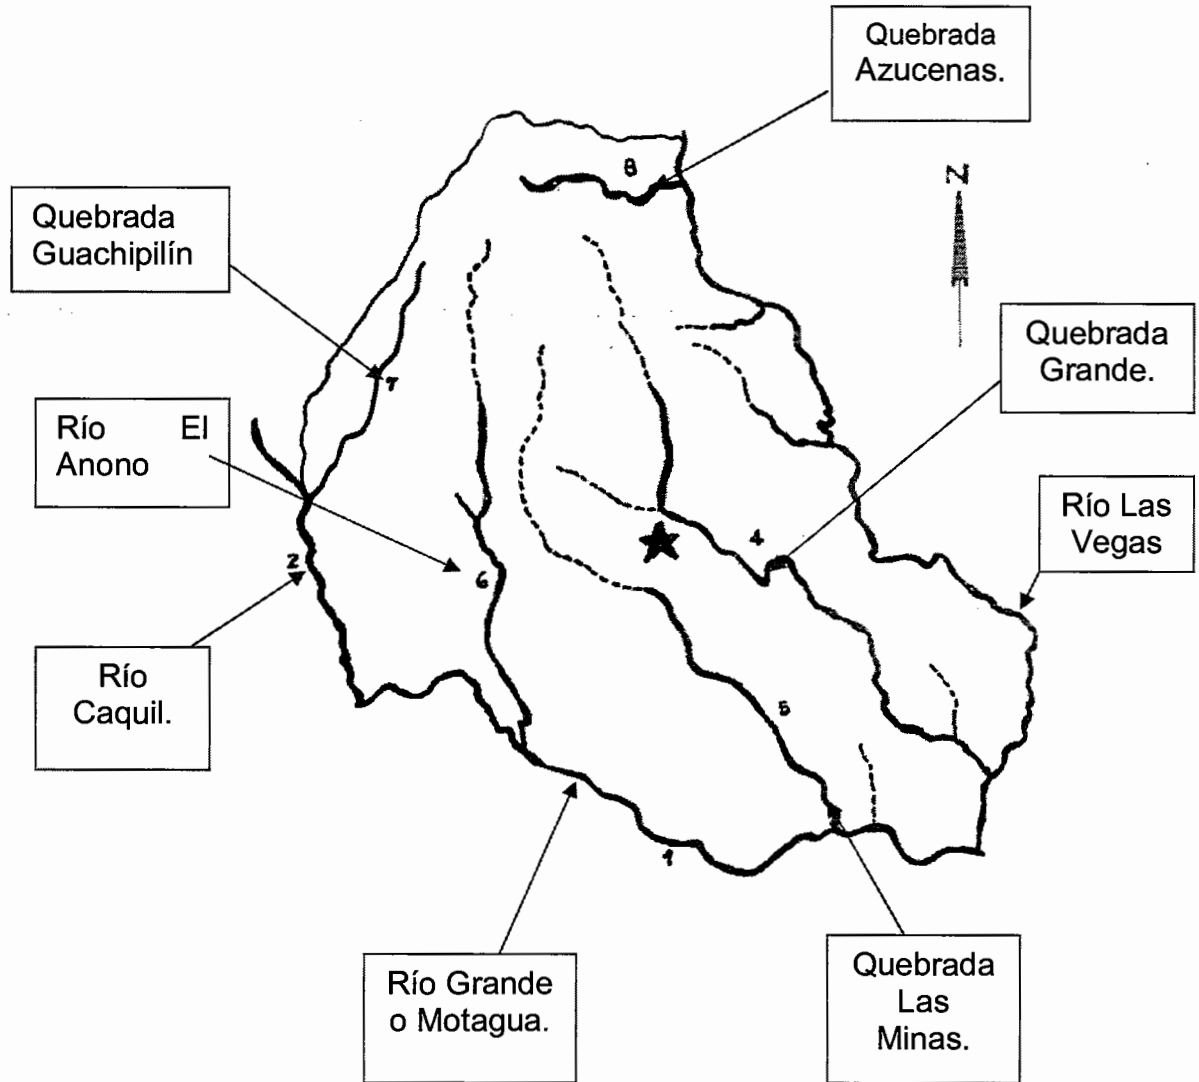 Quebrada
Azucenas.
8
N
Quebrada
Guachipilín
Quebrada
Grande.
7
Río El
Anono
Río Las
Vegas
4
2
6
Río
Caquil.
5
1
Río Grande
o Motagua.
Quebrada
Las
Minas.